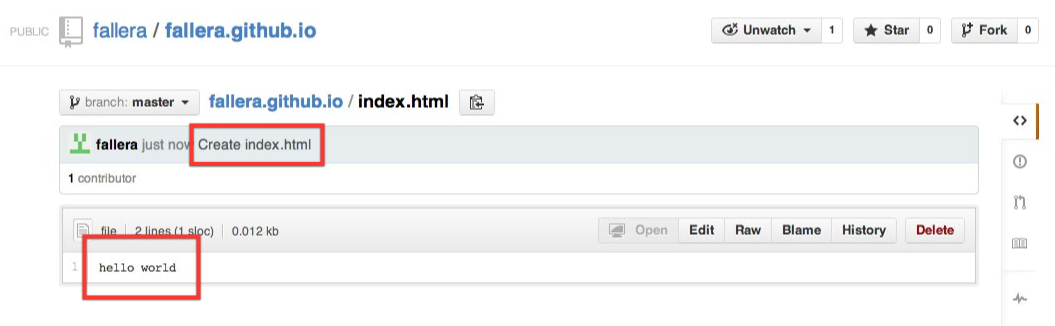 PUBLIC fallera / fallera.github.io Unwatch 1 Star 0 Fork 0
branch: master fallera.github.io / index.html
fallera just now Create index.html
1 contributor
file 2 lines (1 sloc) 0.012 kb Open Edit Raw Blame History Delete
1 hello world